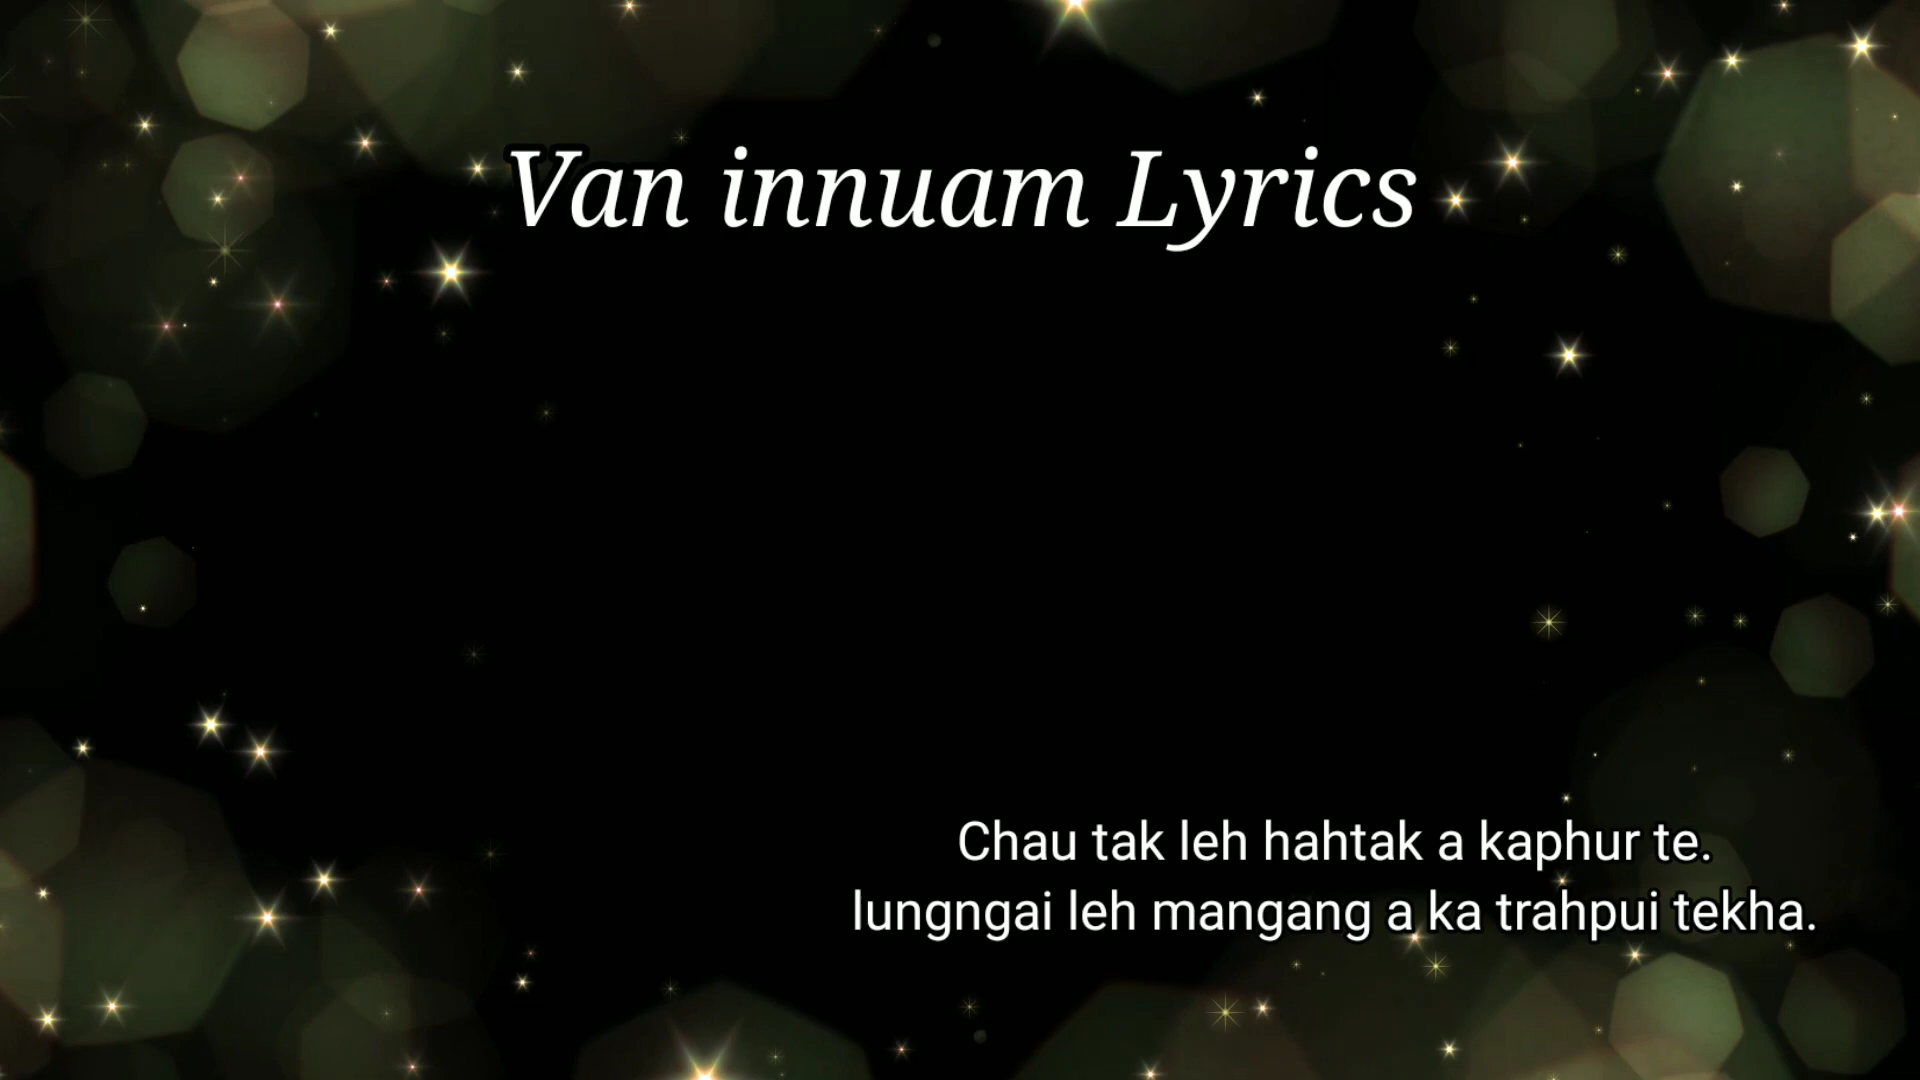 Van innuam Lyrics
Chau tak leh hahtak a kaphur te.
lungngai leh mangang a ka trahpui tekha.